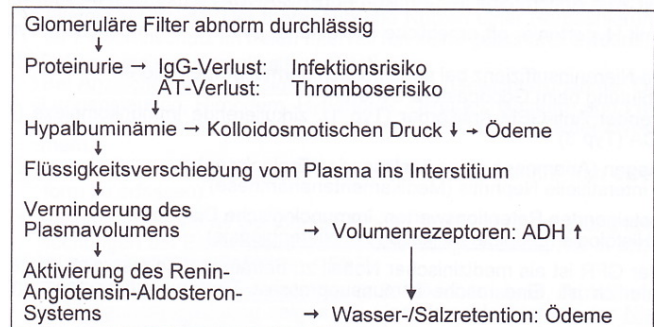 Glomeruläre Filter abnorm durchlässig
↓
Proteinurie → IgG-Verlust: Infektionsrisiko
AT-Verlust: Thromboserisiko
↓
Hypalbuminämie → Kolloidosmotischen Druck ↓ → Ödeme
↓
Flüssigkeitsverschiebung vom Plasma ins Interstitium
↓
Verminderung des
Plasmavolumens → Volumenrezeptoren: ADH ↑
↓
Aktivierung des Renin-
Angiotensin-Aldosteron-
Systems → Wasser-/Salzretention: Ödeme